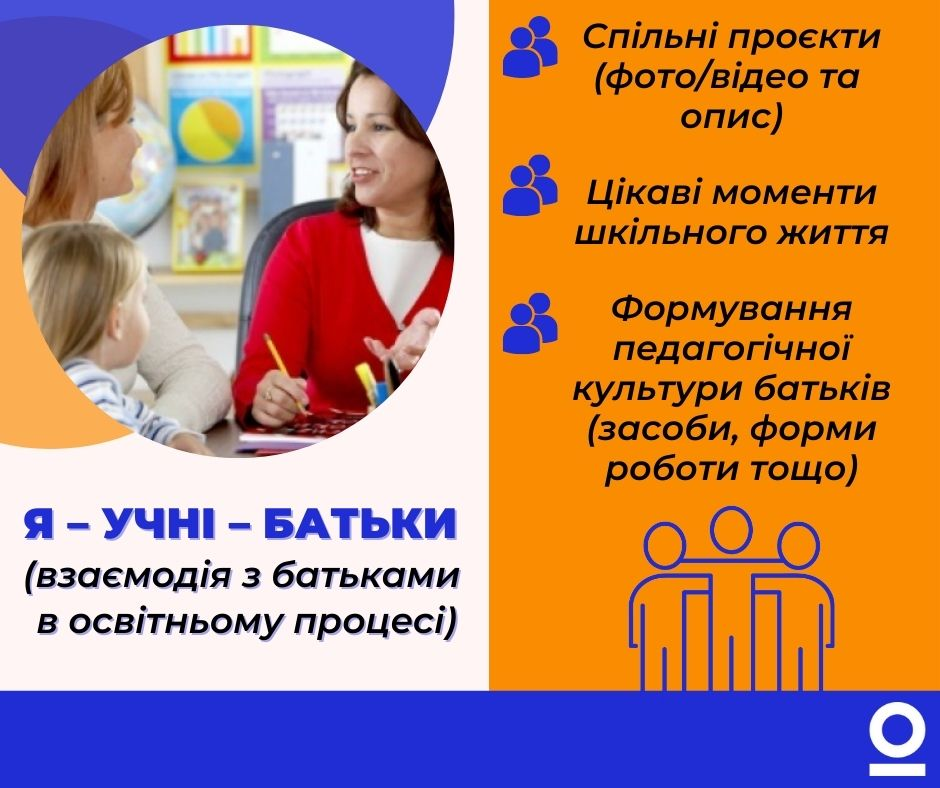 Спільні проєкти
(фото/відео та
опис)
Цікаві моменти
шкільного життя
Формування
педагогічної
культури батьків
(засоби, форми
роботи тощо)
Я – УЧНІ – БАТЬКИ
(взаємодія з батьками
в освітньому процесі)